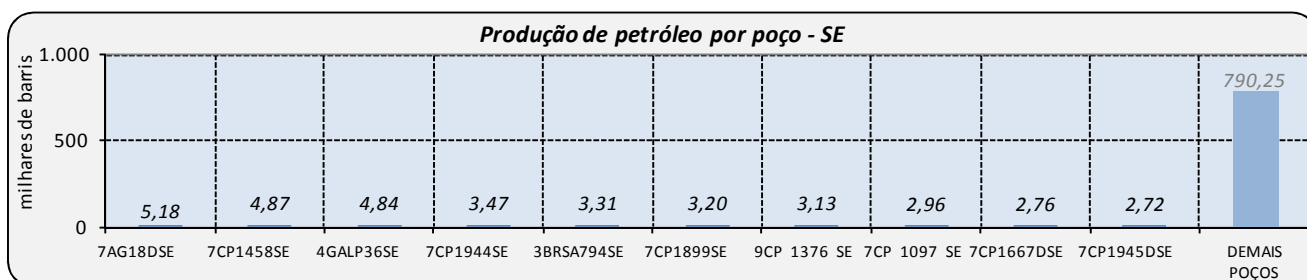 Produção de petróleo por poço - SE
milhares de barris
1.000
500
0
5,18
4,87
4,84
3,47
3,31
3,20
3,13
2,96
2,76
2,72
790,25
7AG18DSE
7CP1458SE
4GALP36SE
7CP1944SE
3BRSA794SE
7CP1899SE
9CP 1376 SE
7CP 1097 SE
7CP1667DSE
7CP1945DSE
DEMAIS
POÇOS